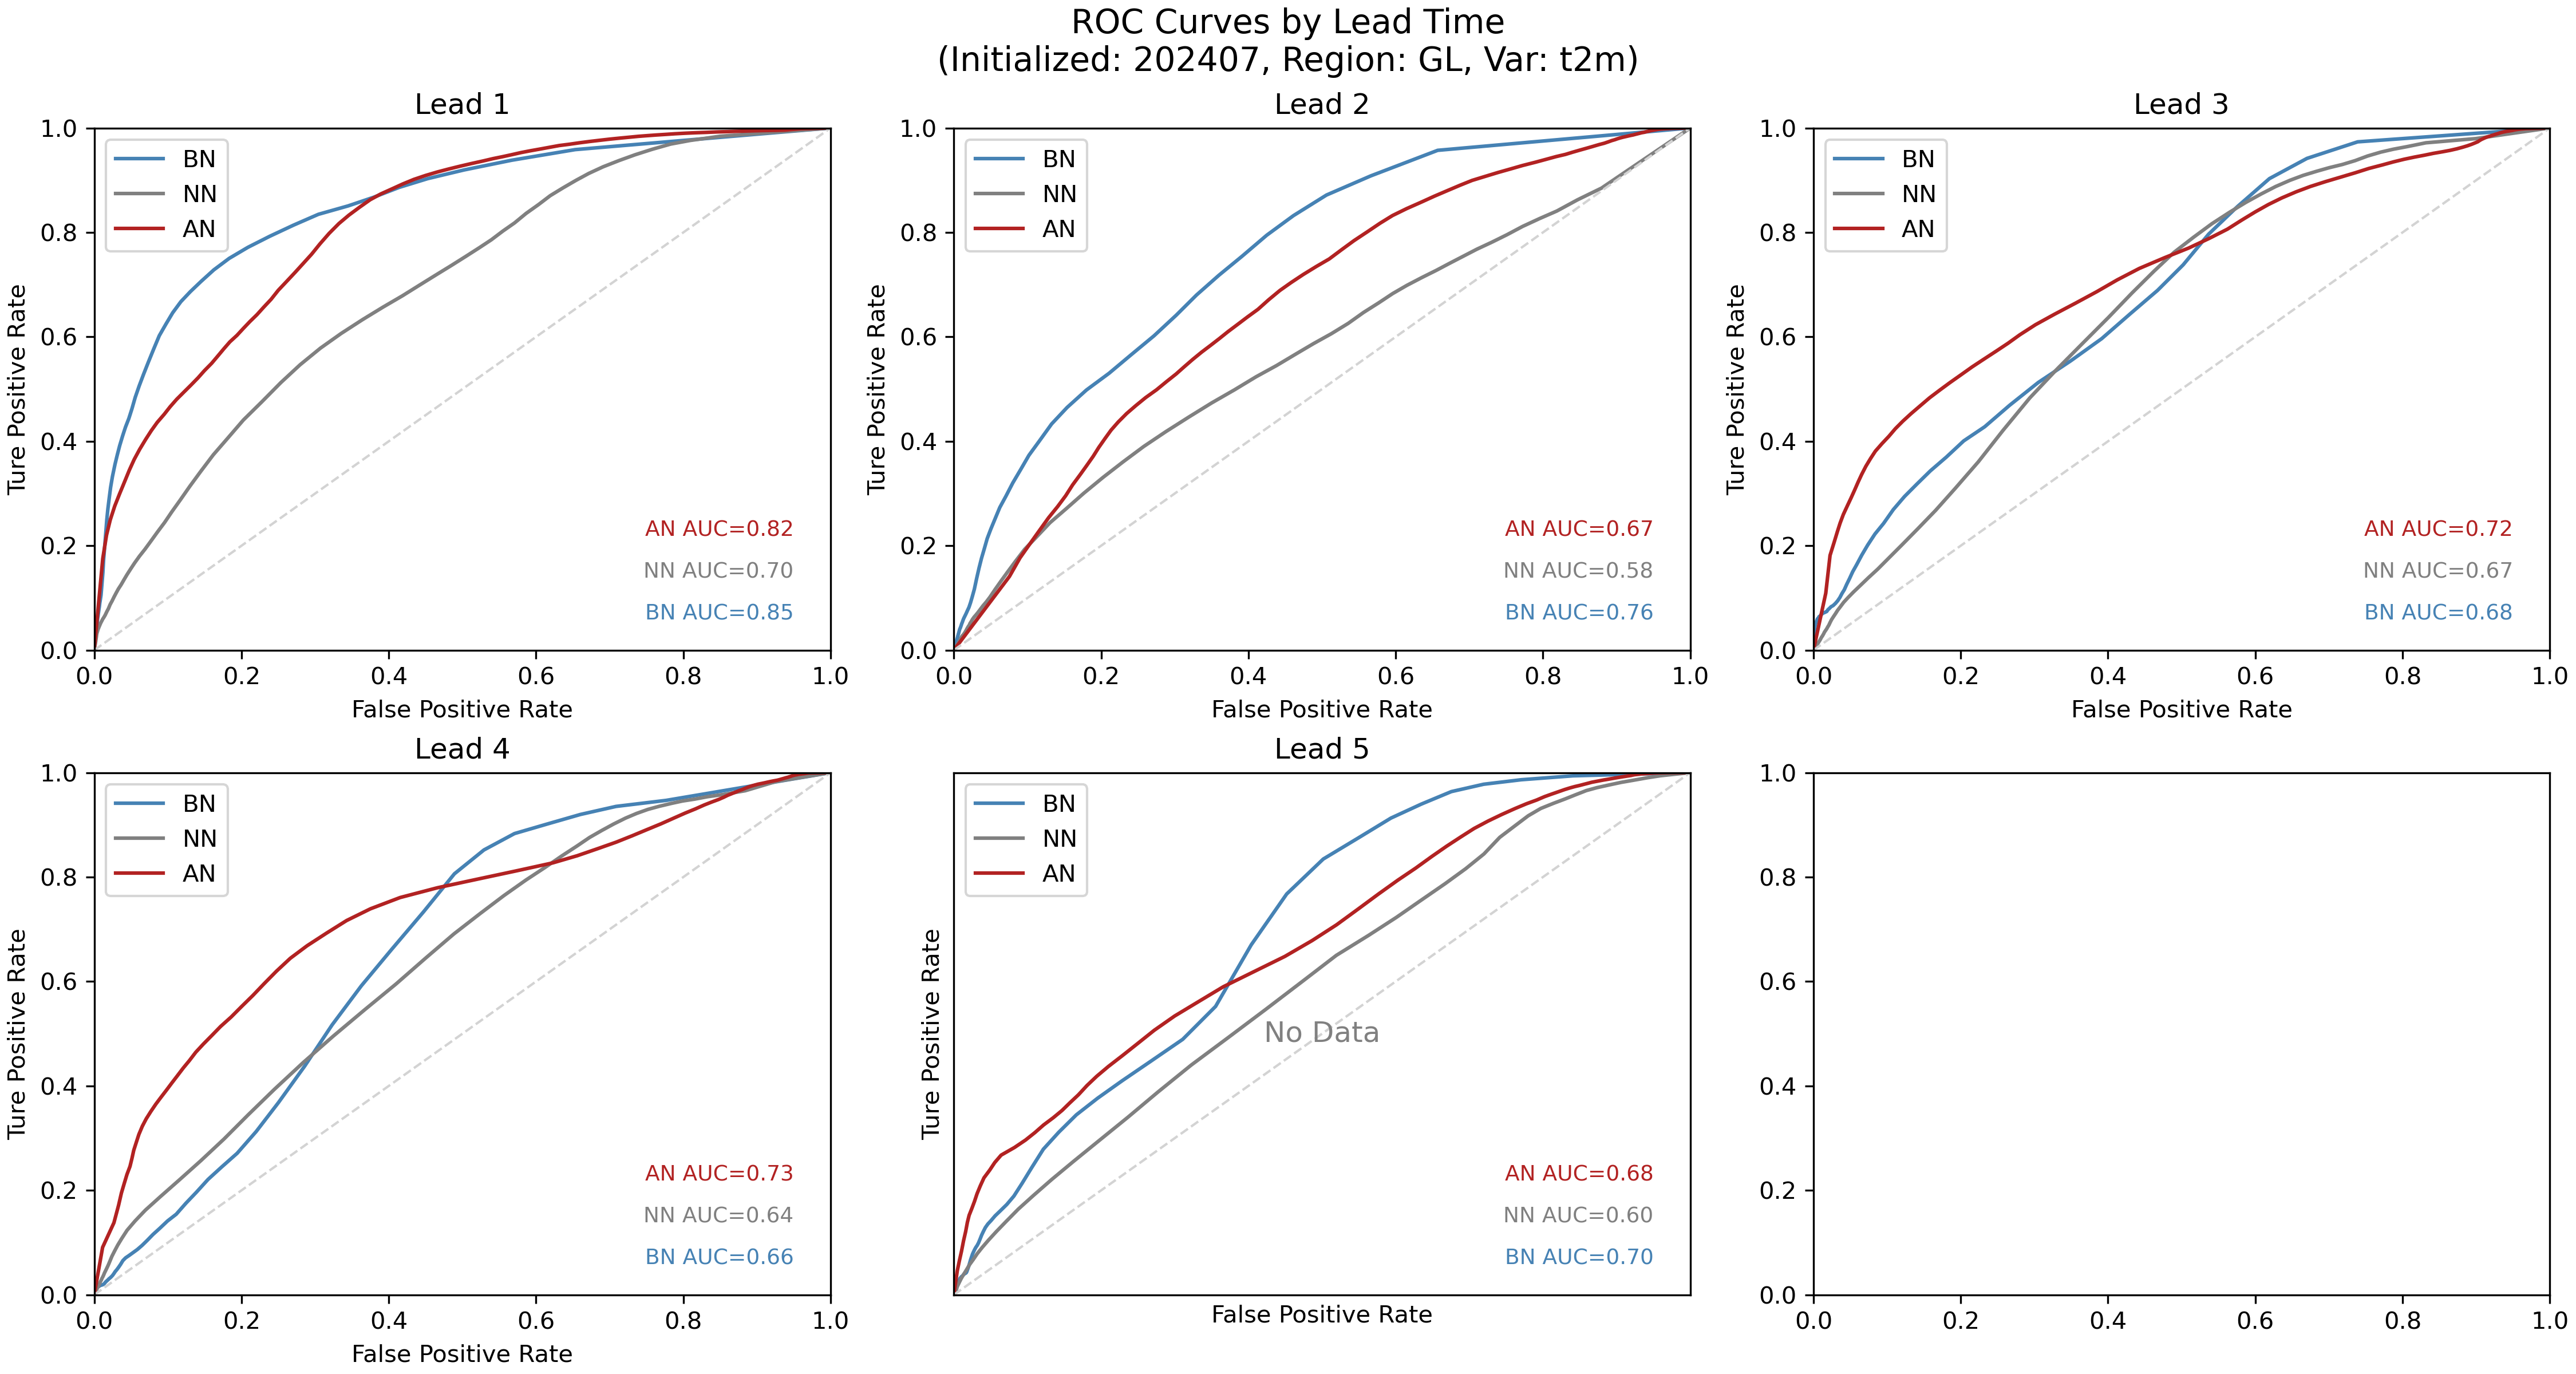 ROC Curves by Lead Time
(Initialized: 202407, Region: GL, Var: t2m)
Lead 1
1.0
0.8
0.6
0.4
0.2
0.0
Ture Positive Rate
BN
NN
AN
AN AUC=0.82
NN AUC=0.70
BN AUC=0.85
0.0 0.2 0.4 0.6 0.8 1.0
False Positive Rate
Lead 2
1.0
0.8
0.6
0.4
0.2
0.0
Ture Positive Rate
BN
NN
AN
AN AUC=0.67
NN AUC=0.58
BN AUC=0.76
0.0 0.2 0.4 0.6 0.8 1.0
False Positive Rate
Lead 3
1.0
0.8
0.6
0.4
0.2
0.0
Ture Positive Rate
BN
NN
AN
AN AUC=0.72
NN AUC=0.67
BN AUC=0.68
0.0 0.2 0.4 0.6 0.8 1.0
False Positive Rate
Lead 4
1.0
0.8
0.6
0.4
0.2
0.0
Ture Positive Rate
BN
NN
AN
AN AUC=0.73
NN AUC=0.64
BN AUC=0.66
0.0 0.2 0.4 0.6 0.8 1.0
False Positive Rate
Lead 5
Ture Positive Rate
BN
NN
AN
No Data
AN AUC=0.68
NN AUC=0.60
BN AUC=0.70
False Positive Rate
1.0
0.8
0.6
0.4
0.2
0.0
0.0 0.2 0.4 0.6 0.8 1.0